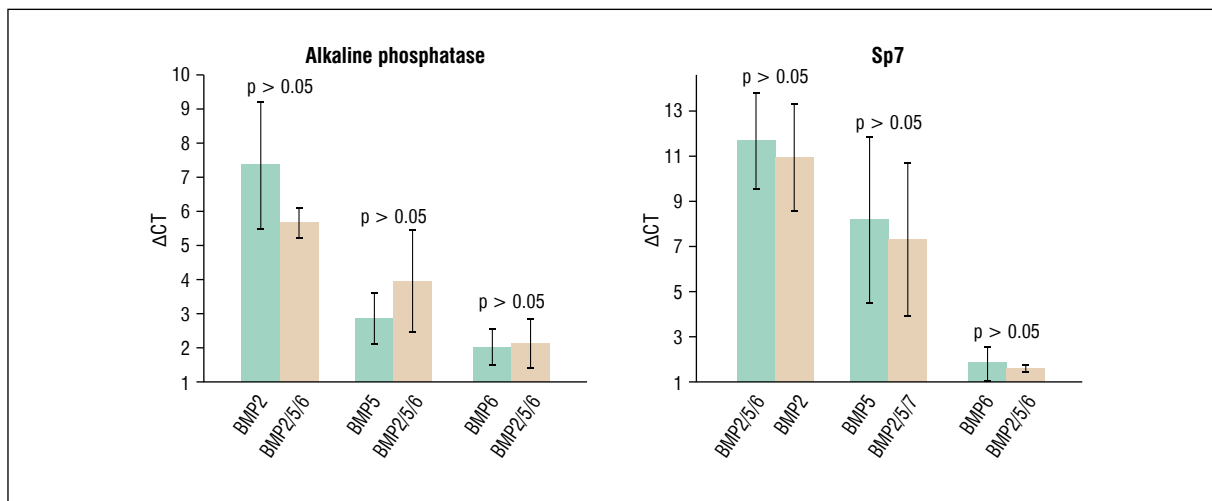 Alkaline phosphatase
10
9
8
7
6
5
4
3
2
1
ΔCT
p > 0.05
p > 0.05
p > 0.05
BMP2
BMP2/5/6
BMP5
BMP2/5/6
BMP6
BMP2/5/6
Sp7
13
11
9
7
5
3
1
ΔCT
p > 0.05
p > 0.05
p > 0.05
BMP2/5/6
BMP2
BMP5
BMP2/5/7
BMP6
BMP2/5/6